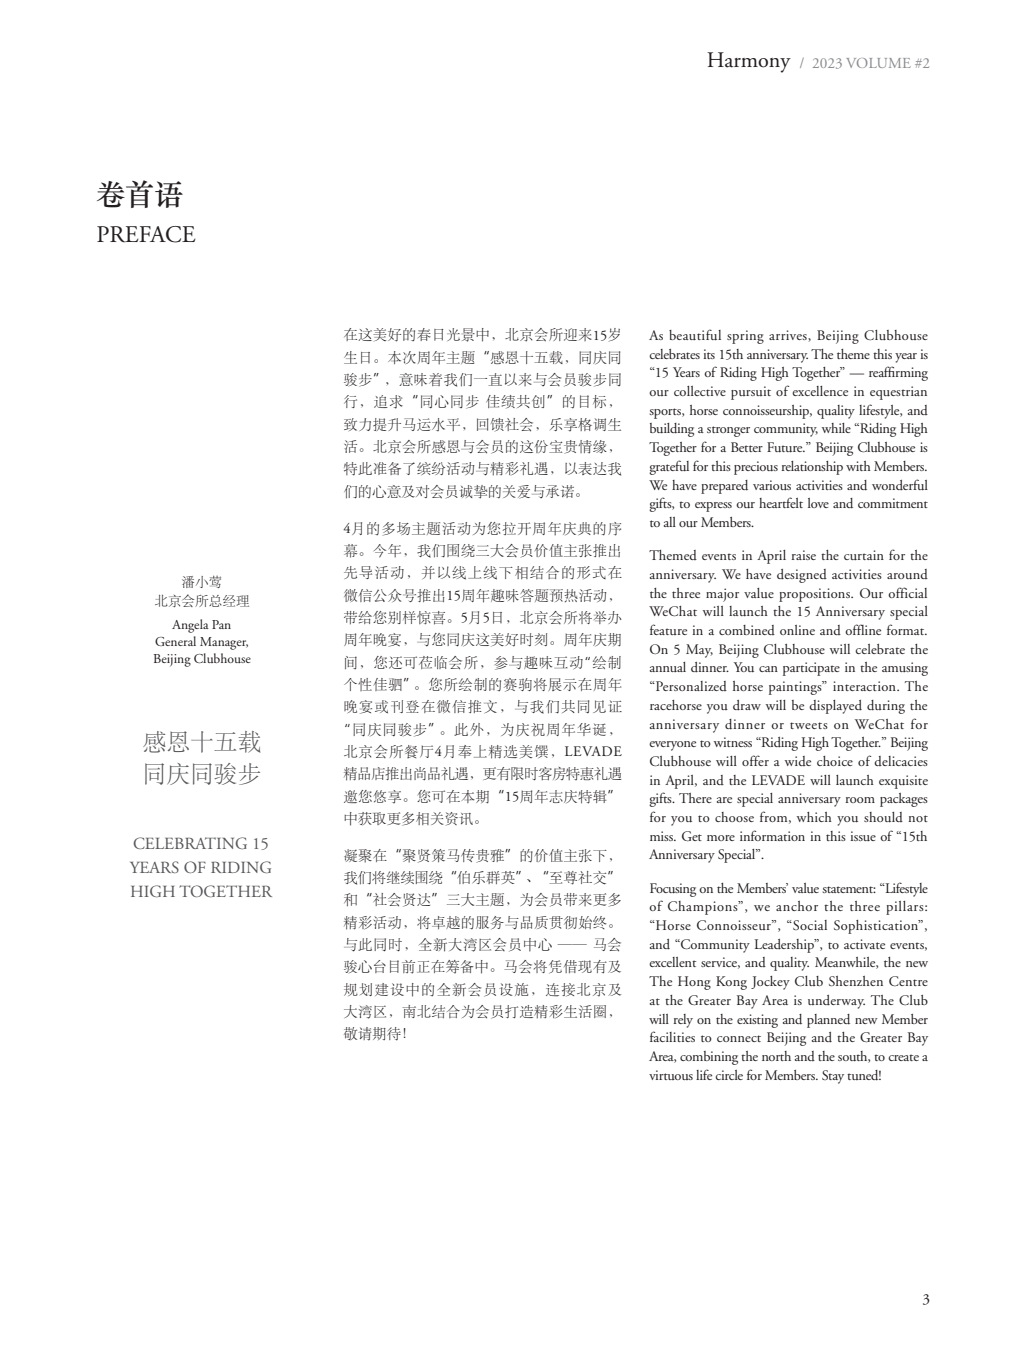 Harmony / 2023 VOLUME #2
卷首语
PREFACE
潘小莺
北京会所总经理
Angela Pan
General Manager,
Beijing Clubhouse
感恩十五载
同庆同骏步
CELEBRATING 15
YEARS OF RIDING
HIGH TOGETHER
在这美好的春日光景中，北京会所迎来15岁
生日。本次周年主题“感恩十五载，同庆同
骏步”，意味着我们一直以来与会员骏步同
行，追求“同心同步 佳绩共创”的目标，
致力提升马运水平，回馈社会，乐享格调生
活。北京会所感恩与会员的这份宝贵情缘，
特此准备了缤纷活动与精彩礼遇，以表达我
们的心意及对会员诚挚的关爱与承诺。
4月的多场主题活动为您拉开周年庆典的序
幕。今年，我们围绕三大会员价值主张推出
先导活动，并以线上线下相结合的形式在
微信公众号推出15周年趣味答题预热活动，
带给您别样惊喜。5月5日，北京会所将举办
周年晚宴，与您同庆这美好时刻。周年庆期
间，您还可莅临会所，参与趣味互动“绘制
个性佳驷”。您所绘制的赛驹将展示在周年
晚宴或刊登在微信推文，与我们共同见证
“同庆同骏步”。此外，为庆祝周年华诞，
北京会所餐厅4月奉上精选美馔，LEVADE
精品店推出尚品礼遇，更有限时客房特惠礼遇
邀您悠享。您可在本期“15周年志庆特辑”
中获取更多相关资讯。
凝聚在“聚贤策马传贵雅”的价值主张下，
我们将继续围绕“伯乐群英”、“至尊社交”
和“社会贤达”三大主题，为会员带来更多
精彩活动，将卓越的服务与品质贯彻始终。
与此同时，全新大湾区会员中心 —— 马会
骏心台目前正在筹备中。马会将凭借现有及
规划建设中的全新会员设施，连接北京及
大湾区，南北结合为会员打造精彩生活圈，
敬请期待！
As beautiful spring arrives, Beijing Clubhouse
celebrates its 15th anniversary. The theme this year is
“15 Years of Riding High Together” — reaffirming
our collective pursuit of excellence in equestrian
sports, horse connoisseurship, quality lifestyle, and
building a stronger community, while “Riding High
Together for a Better Future.” Beijing Clubhouse is
grateful for this precious relationship with Members.
We have prepared various activities and wonderful
gifts, to express our heartfelt love and commitment
to all our Members.
Themed events in April raise the curtain for the
anniversary. We have designed activities around
the three major value propositions. Our official
WeChat will launch the 15 Anniversary special
feature in a combined online and offline format.
On 5 May, Beijing Clubhouse will celebrate the
annual dinner. You can participate in the amusing
“Personalized horse paintings” interaction. The
racehorse you draw will be displayed during the
anniversary dinner or tweets on WeChat for
everyone to witness “Riding High Together.” Beijing
Clubhouse will offer a wide choice of delicacies
in April, and the LEVADE will launch exquisite
gifts. There are special anniversary room packages
for you to choose from, which you should not
miss. Get more information in this issue of “15th
Anniversary Special”.
Focusing on the Members’ value statement: “Lifestyle
of Champions”, we anchor the three pillars:
“Horse Connoisseur”, “Social Sophistication”,
and “Community Leadership”, to activate events,
excellent service, and quality. Meanwhile, the new
The Hong Kong Jockey Club Shenzhen Centre
at the Greater Bay Area is underway. The Club
will rely on the existing and planned new Member
facilities to connect Beijing and the Greater Bay
Area, combining the north and the south, to create a
virtuous life circle for Members. Stay tuned!
3